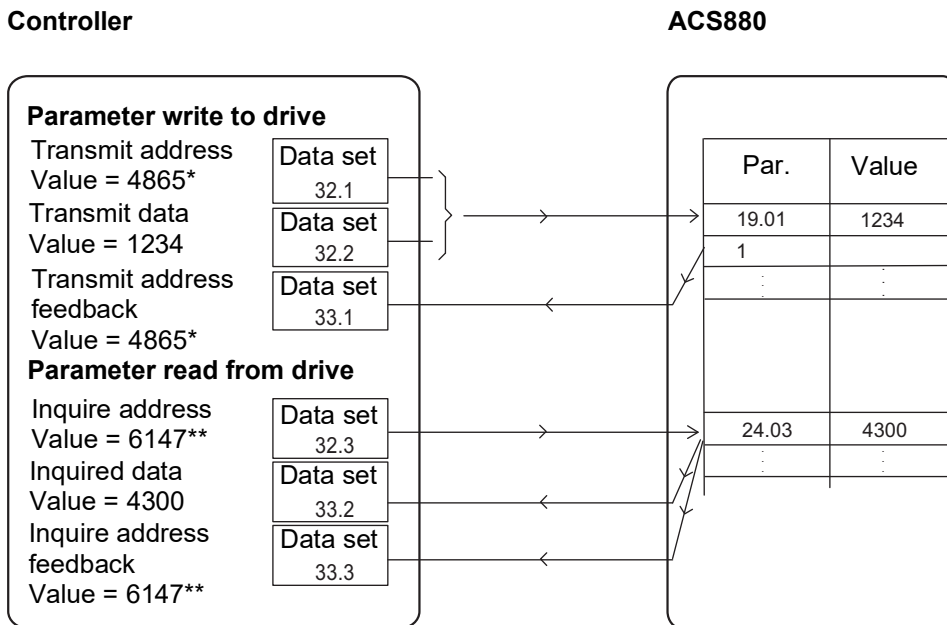 Controller
ACS880
Parameter write to drive
Transmit address
Value = 4865*
Data set
32.1
Transmit data
Value = 1234
Data set
32.2
Transmit address
feedback
Value = 4865*
Data set
33.1
Parameter read from drive
Inquire address
Value = 6147**
Data set
32.3
Inquired data
Value = 4300
Data set
33.2
Inquire address
feedback
Value = 6147**
Data set
33.3
Par. Value
19.01 1234
1
24.03 4300